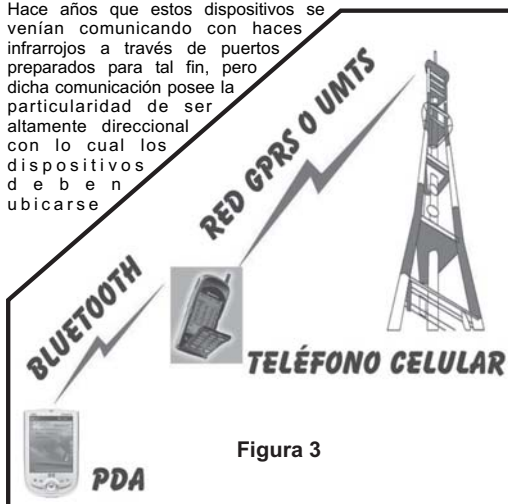 Hace años que estos dispositivos se
venían comunicando con haces
infrarrojos a través de puertos
preparados para tal fin, pero
dicha comunicación posee la
particularidad de ser
altamente direccional
con lo cual los
dispositivos
deben
ubicarse
RED GPRS O UMTS
BLUETOOTH
TELÉFONO CELULAR
Figura 3
PDA